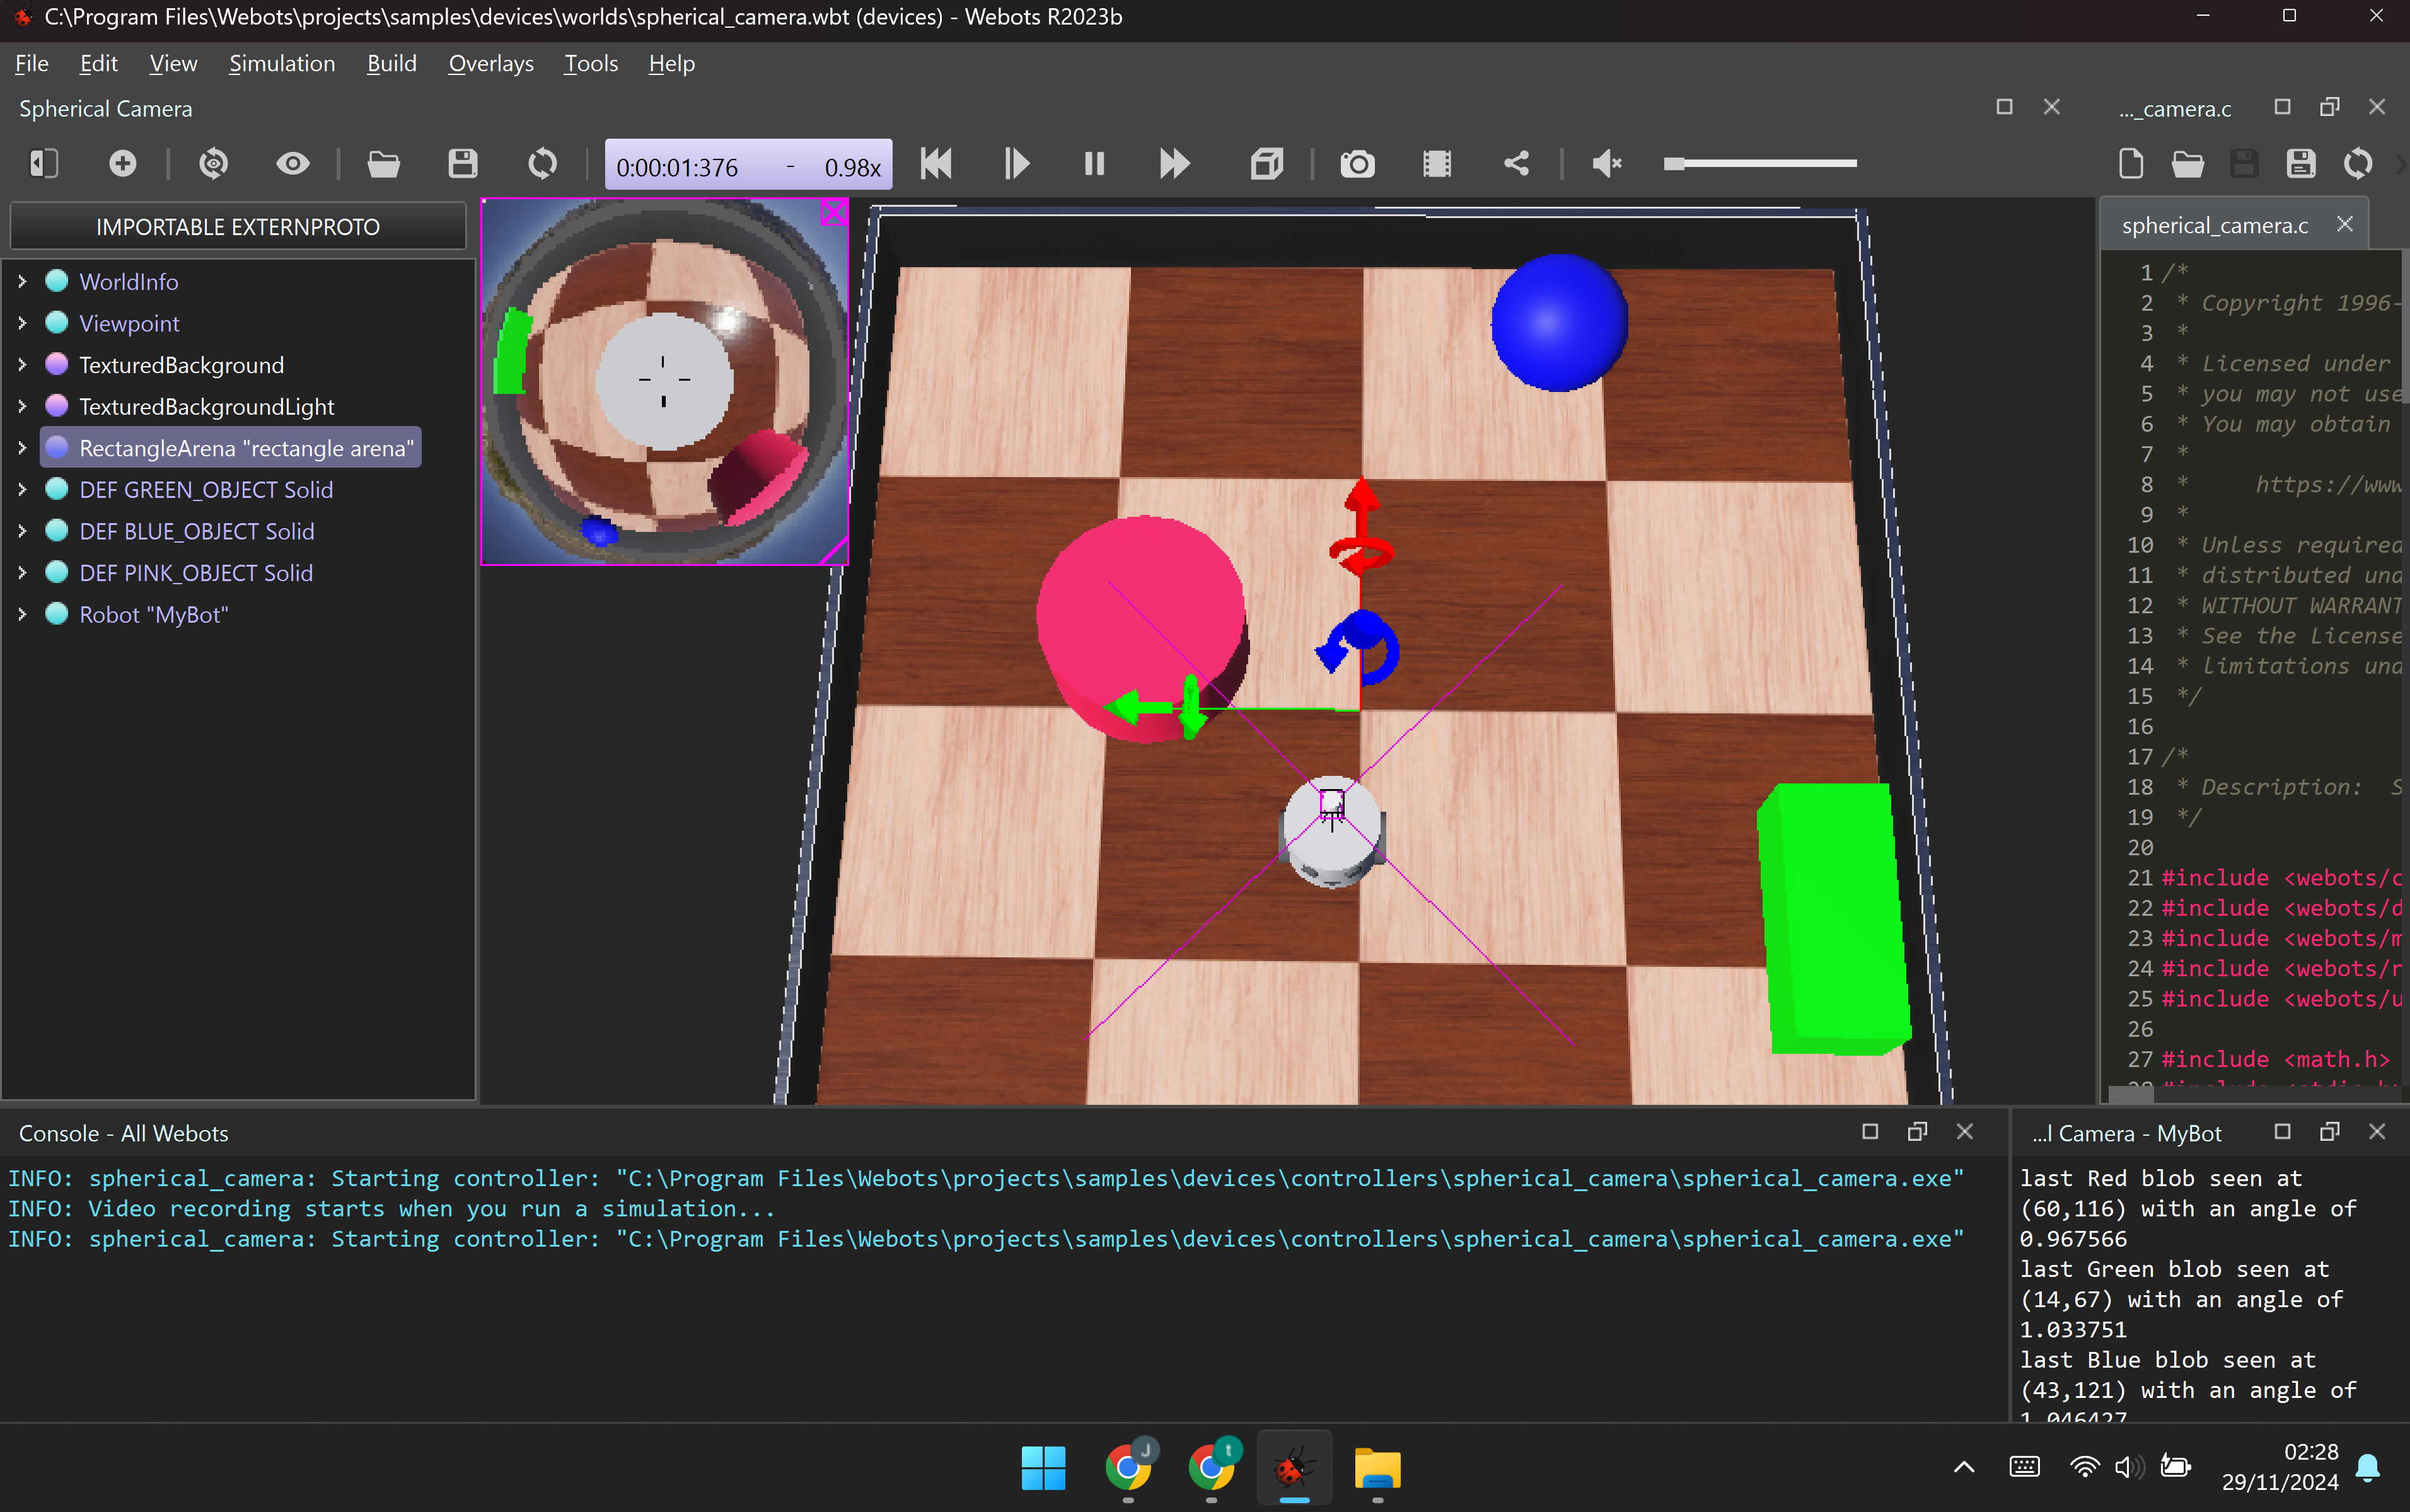 C:\Program Files\Webots\projects\samples\devices\worlds\spherical_camera.wbt (devices) - Webots R2023b
File Edit View Simulation Build Overlays Tools Help
Spherical Camera
..._camera.c
0:00:01:376 - 0.98x
IMPORTABLE EXTERNPROTO
WorldInfo
Viewpoint
TexturedBackground
TexturedBackgroundLight
RectangleArena "rectangle arena"
DEF GREEN_OBJECT Solid
DEF BLUE_OBJECT Solid
DEF PINK_OBJECT Solid
Robot "MyBot"
spherical_camera.c
1 /*
2 * Copyright 1996-
3 *
4 * Licensed under
5 * you may not use
6 * You may obtain
7 *
8 * https://www
9 *
10 * Unless required
11 * distributed und
12 * WITHOUT WARRANT
13 * See the License
14 * limitations und
15 */
16
17 /*
18 * Description: S
19 */
20
21 #include <webots/c
22 #include <webots/d
23 #include <webots/m
24 #include <webots/r
25 #include <webots/u
26
27 #include <math.h>
Console - All Webots
INFO: spherical_camera: Starting controller: "C:\Program Files\Webots\projects\samples\devices\controllers\spherical_camera\spherical_camera.exe"
INFO: Video recording starts when you run a simulation...
INFO: spherical_camera: Starting controller: "C:\Program Files\Webots\projects\samples\devices\controllers\spherical_camera\spherical_camera.exe"
...l Camera - MyBot
last Red blob seen at
(60,116) with an angle of
0.967566
last Green blob seen at
(14,67) with an angle of
1.033751
last Blue blob seen at
(43,121) with an angle of
1.046427
J
t
02:28
29/11/2024